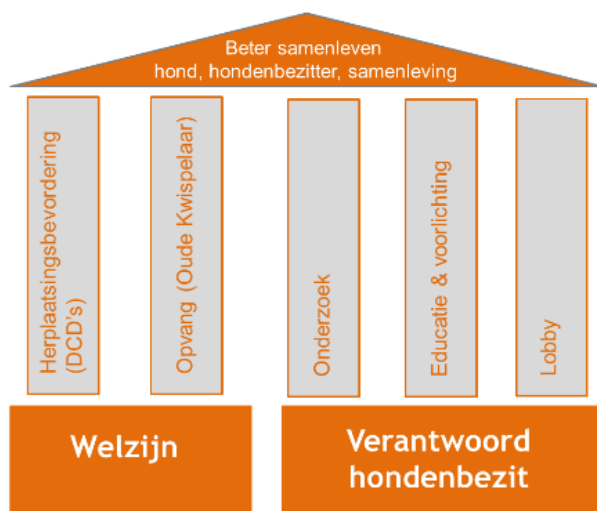 Beter samenleven
hond, hondenbezitter, samenleving
Herplaatsingsbevordering
(DCD's)
Opvang (Oude Kwispelaar)
Onderzoek
Educatie & voorlichting
Lobby
Welzijn
Verantwoord
hondenbezit